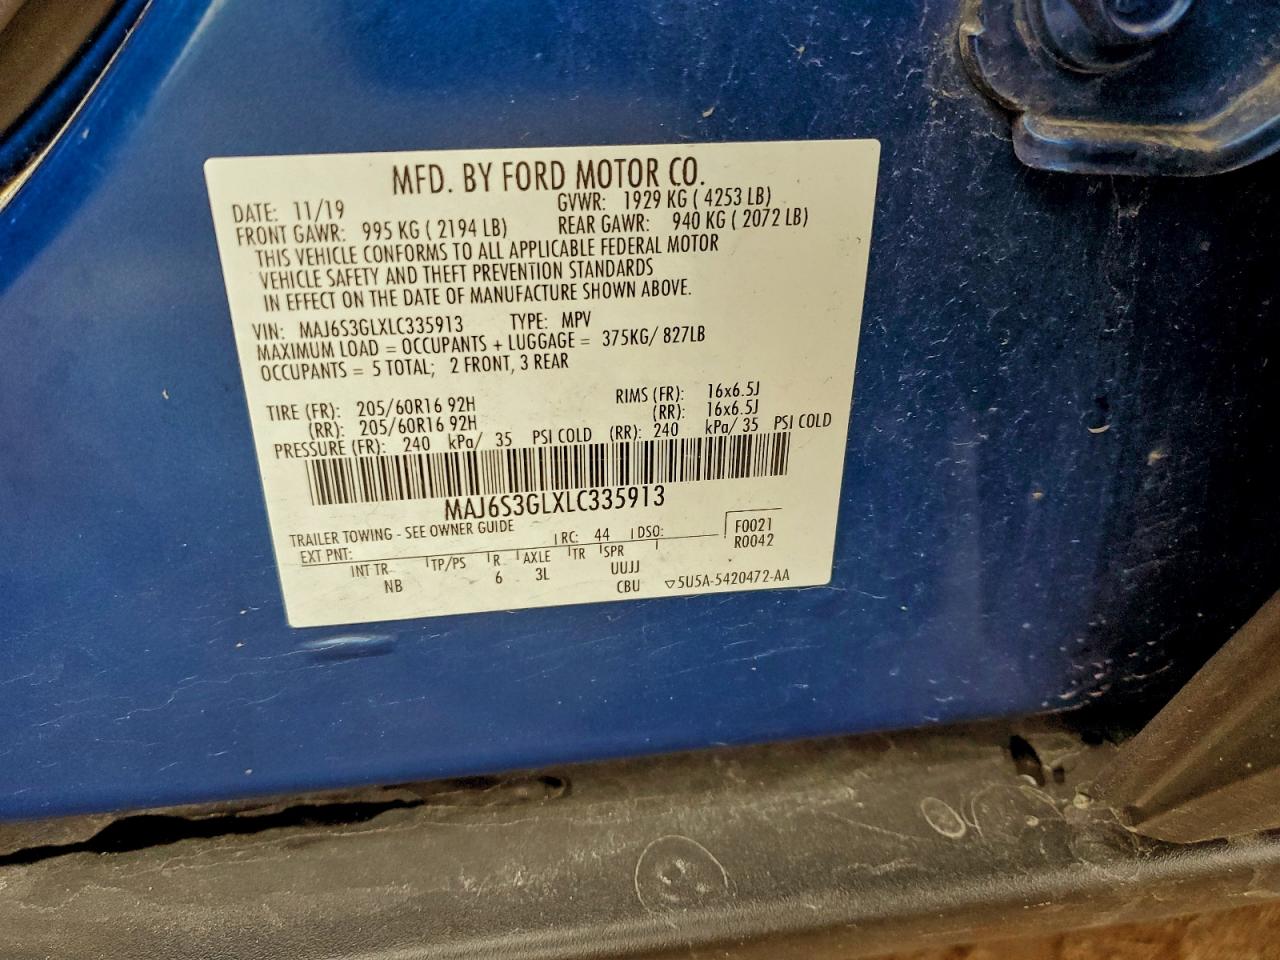 MFD. BY FORD MOTOR CO.
DATE: 11/19 GVWR: 1929 KG ( 4253 LB)
FRONT GAWR: 995 KG ( 2194 LB) REAR GAWR: 940 KG ( 2072 LB)
THIS VEHICLE CONFORMS TO ALL APPLICABLE FEDERAL MOTOR
VEHICLE SAFETY AND THEFT PREVENTION STANDARDS
IN EFFECT ON THE DATE OF MANUFACTURE SHOWN ABOVE.
VIN: MAJ6S3GLXLC335913 TYPE: MPV
MAXIMUM LOAD = OCCUPANTS + LUGGAGE = 375KG/ 827LB
OCCUPANTS = 5 TOTAL; 2 FRONT, 3 REAR
TIRE (FR): 205/60R16 92H RIMS (FR): 16x6.5J
(RR): 205/60R16 92H (RR): 16x6.5J
PRESSURE (FR): 240 kPa/ 35 PSI COLD (RR): 240 kPa/ 35 PSI COLD
MAJ6S3GLXLC335913
TRAILER TOWING - SEE OWNER GUIDE
EXT PNT: RC: 44 DSO: F0021
R0042
INT TR TP/PS R AXLE TR SPR
NB 6 3L UUJJ
CBU ▽5U5A-5420472-AA